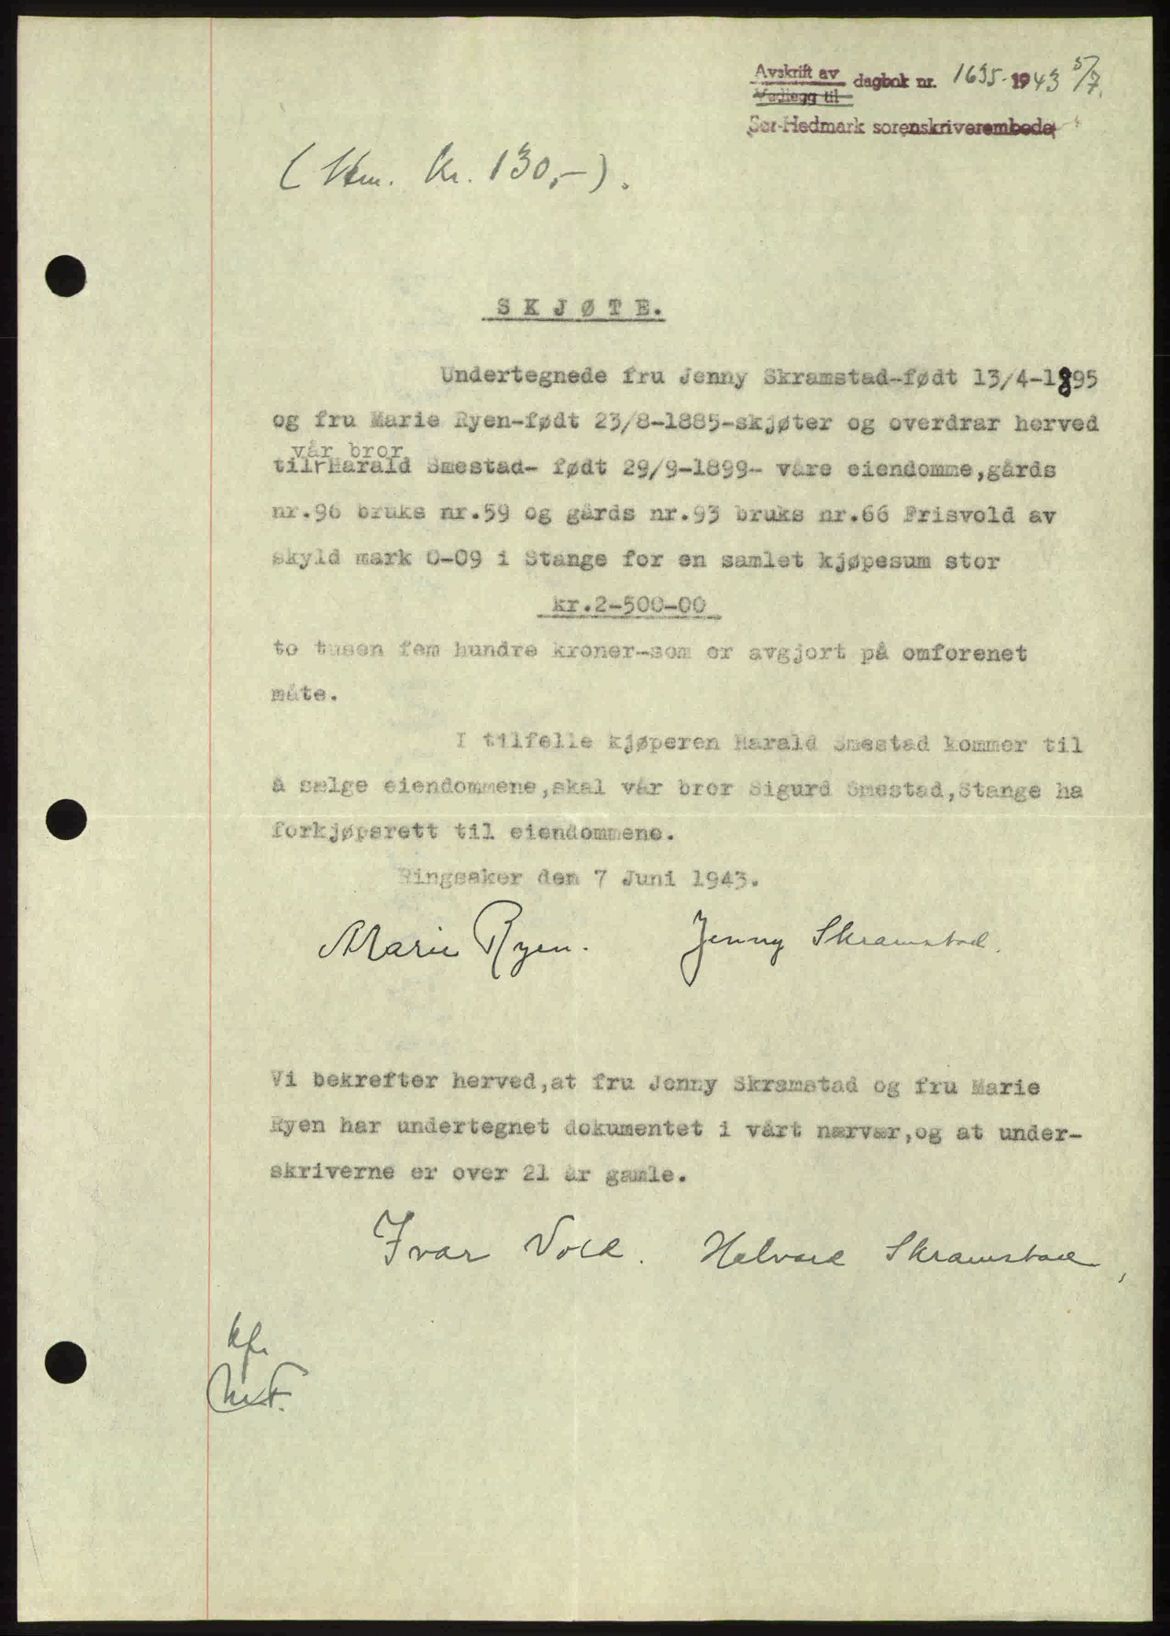 Avskrift av
Vedlegg til
dagbok nr. 1635 - 1943 5/7.
Sør-Hedmark sorenskriverembede
( Stm. Kr. 130,- ).
S K J Ø T E.
Undertegnede fru Jenny Skramstad-født 13/4-1895
og fru Marie Ryen-født 23/8-1885-skjøter og overdrar herved
vår bror
til Harald Smestad- født 29/9-1899- våre eiendomme,gårds
nr.96 bruks nr.59 og gårds nr.93 bruks nr.66 Frisvold av
skyld mark 0-09 i Stange for en samlet kjøpesum stor
kr.2-500-00
to tusen fem hundre kroner-som er avgjort på omforenet
måte.
I tilfelle kjøperen Harald Smestad kommer til
å sælge eiendommene,skal vår bror Sigurd Smestad,Stange ha
forkjøpsrett til eiendommene.
Ringsaker den 7 Juni 1943.
Marie Ryen. Jenny Skramstad.
Vi bekrefter herved,at fru Jenny Skramstad og fru Marie
Ryen har undertegnet dokumentet i vårt nærvær,og at under-
skriverne er over 21 år gamle.
Ivar Vold. Halvard Skramstad,